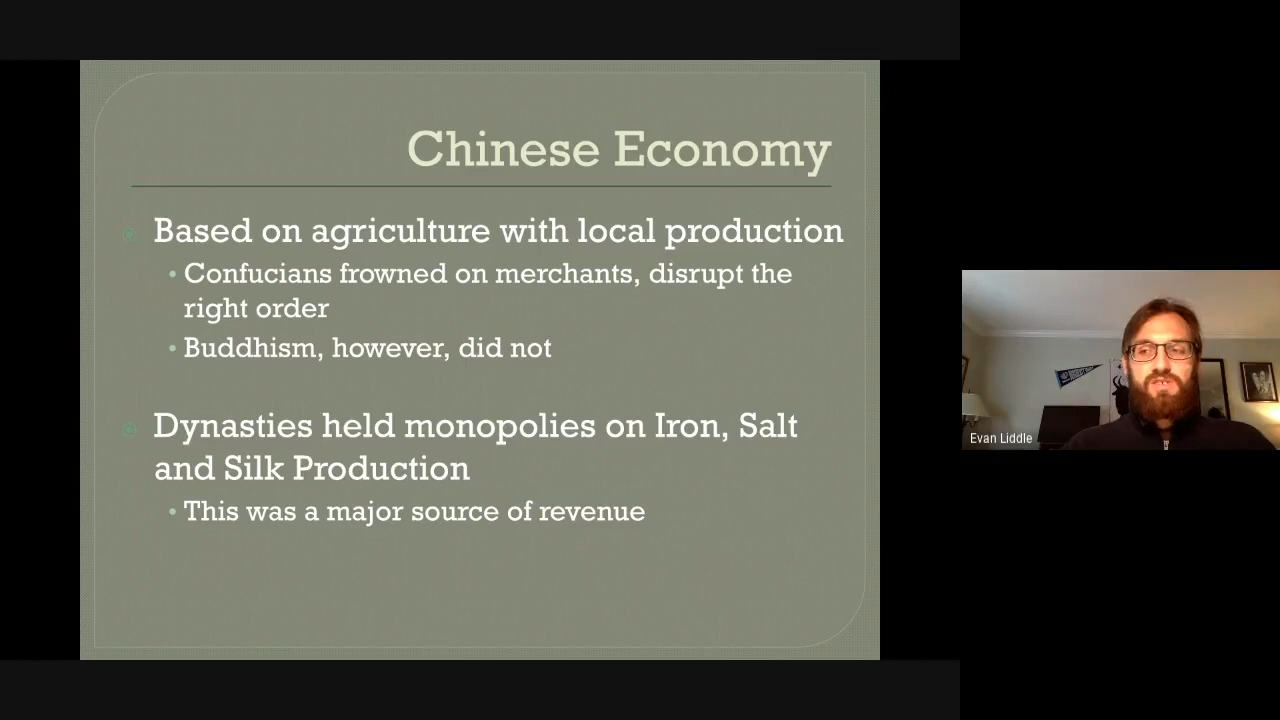 Chinese Economy
Based on agriculture with local production
• Confucians frowned on merchants, disrupt the
right order
• Buddhism, however, did not
Dynasties held monopolies on Iron, Salt
and Silk Production
• This was a major source of revenue
Evan Liddle